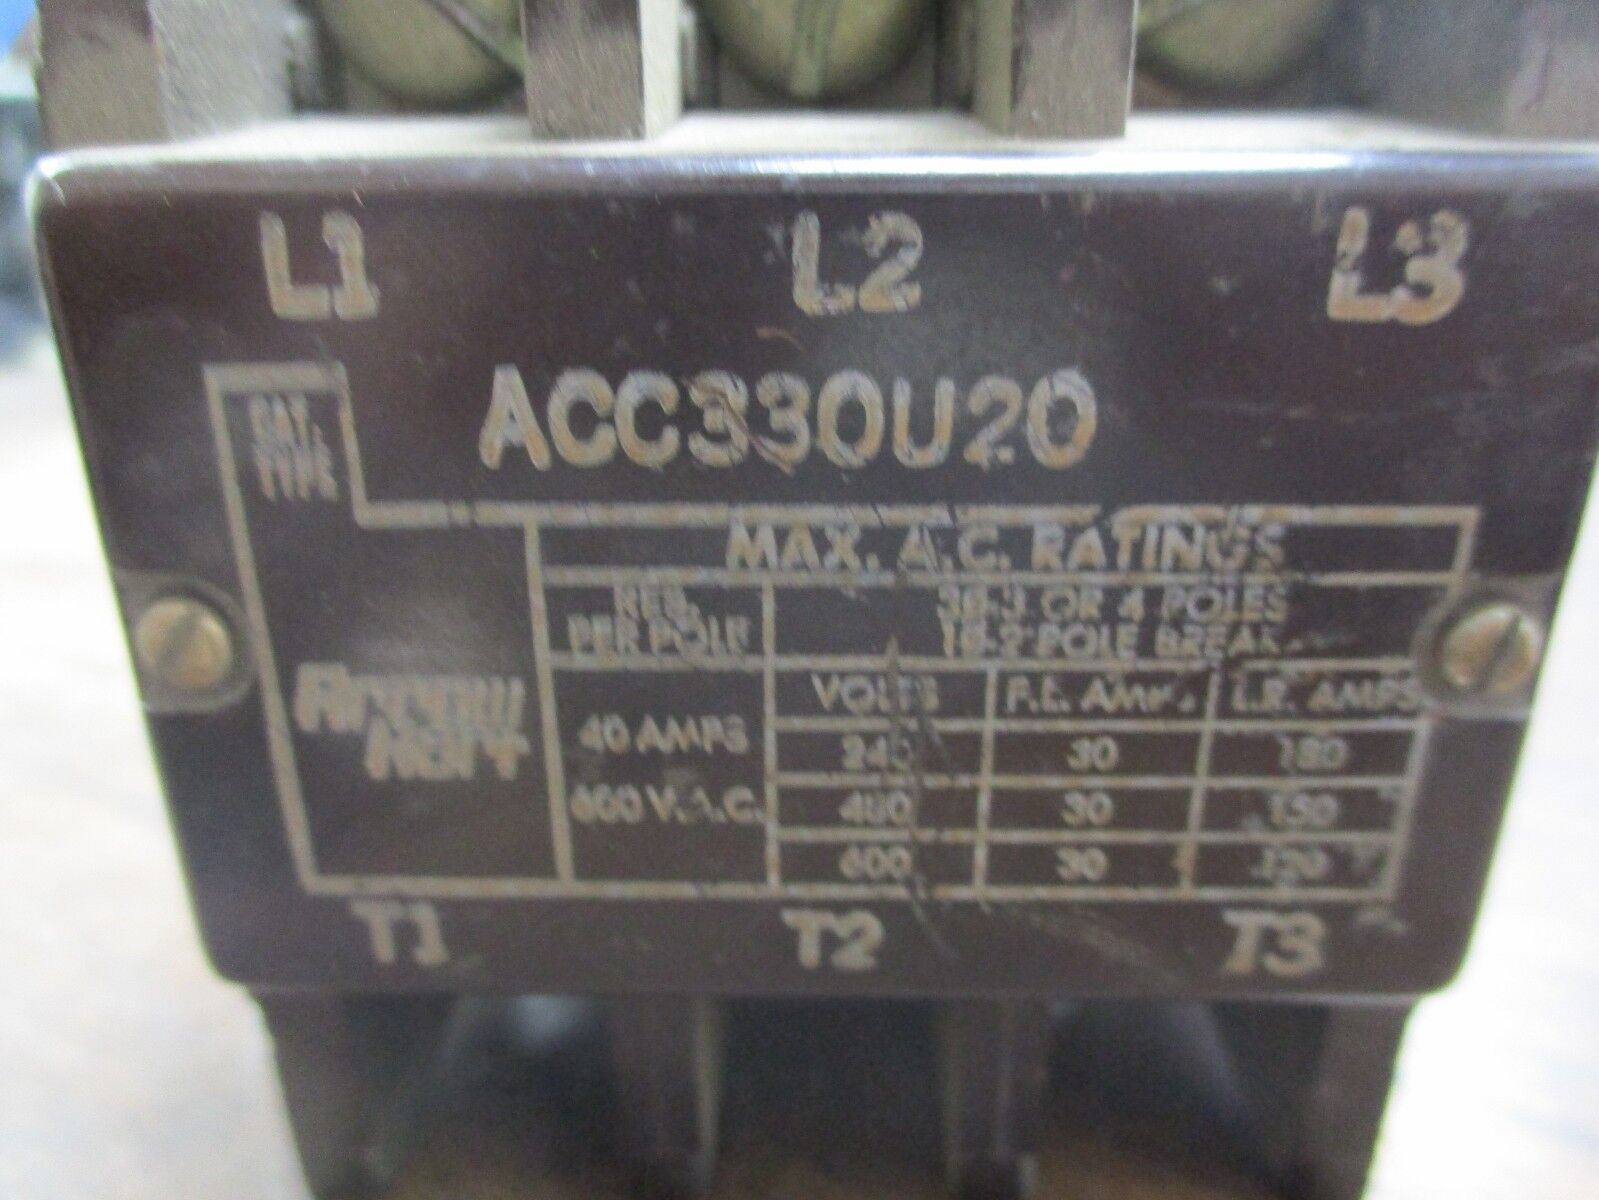 L1 L2 L3
CAT. TYPE
ACC330U20
MAX. A.C. RATINGS
RES. PER POLE
3Ø-3 OR 4 POLES
1Ø-2 POLE BREAK
Arrow Hart
VOLTS F.L. AMPS L.R. AMPS
40 AMPS
600 V.A.C.
240 30 180
480 30 150
600 30 120
T1 T2 T3